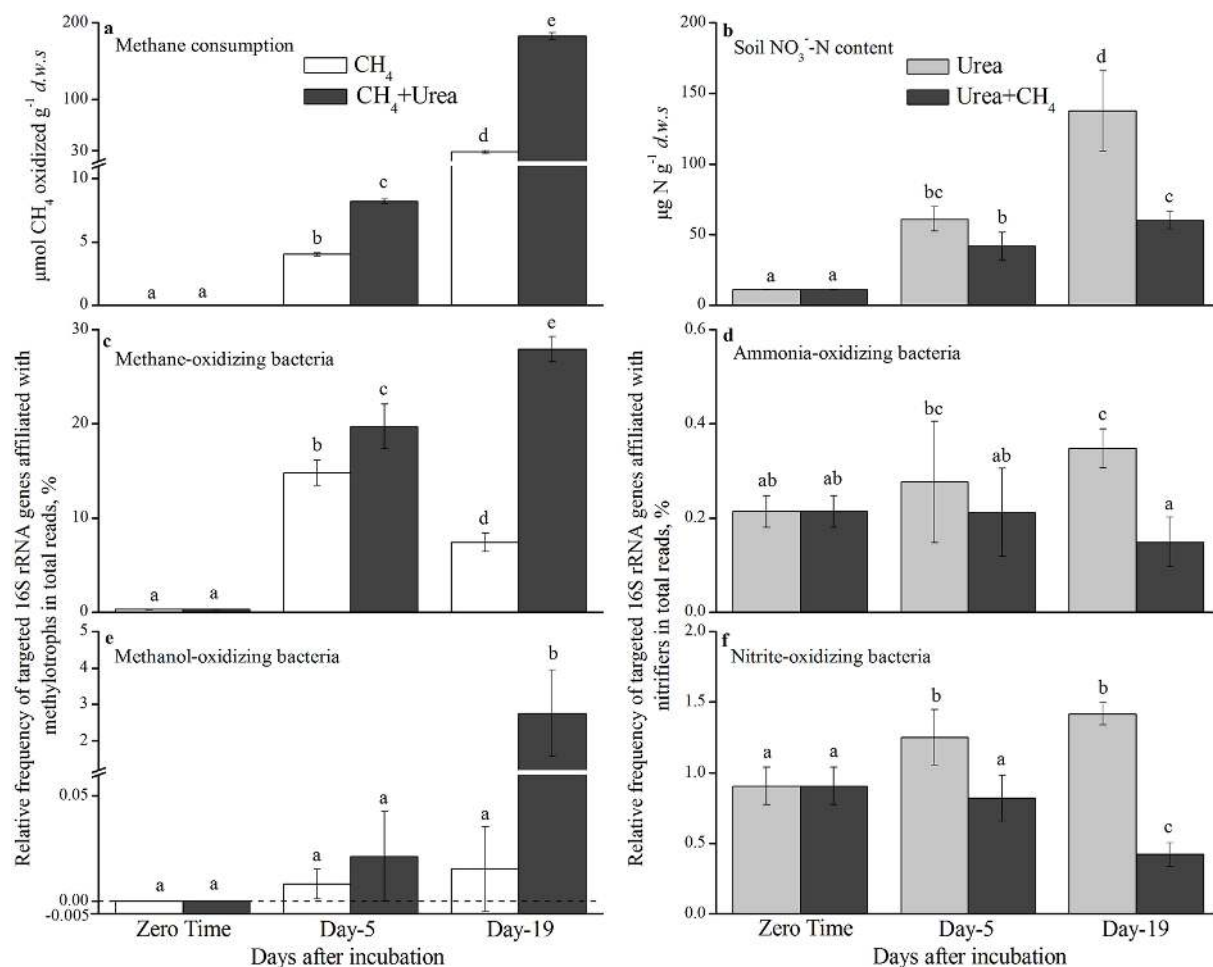 a
Methane consumption
CH4
CH4+Urea
200
100
30
10
5
0
μmol CH4 oxidized g-1 d.w.s
a
a
b
c
d
e
b
Soil NO3--N content
Urea
Urea+CH4
200
150
100
50
0
μg N g-1 d.w.s
a
a
bc
b
d
c
c
Methane-oxidizing bacteria
30
20
10
0
a
a
b
c
d
e
d
Ammonia-oxidizing bacteria
0.6
0.4
0.2
0.0
ab
ab
bc
ab
c
a
e
Methanol-oxidizing bacteria
5
4
3
2
0.05
0.00
-0.005
a
a
a
a
a
b
Relative frequency of targeted 16S rRNA genes affiliated with
methylotrophs in total reads, %
Zero Time
Day-5
Day-19
Days after incubation
f
Nitrite-oxidizing bacteria
2.0
1.5
1.0
0.5
0.0
a
a
b
a
b
c
Relative frequency of targeted 16S rRNA genes affiliated with
nitrifiers in total reads, %
Zero Time
Day-5
Day-19
Days after incubation